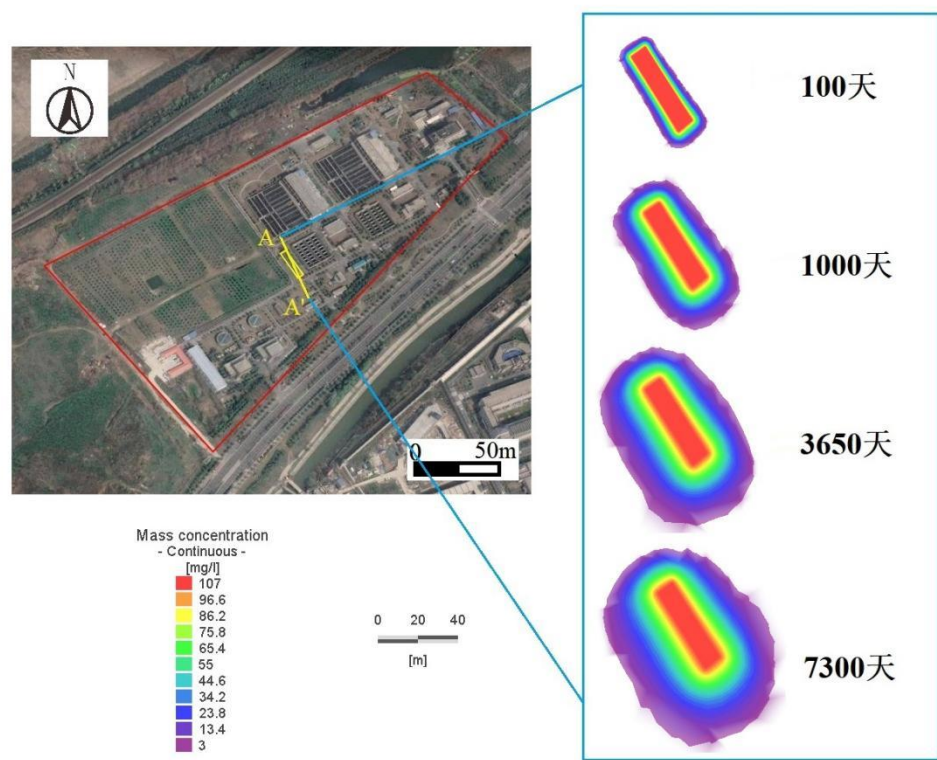 N
A
A'
0 50m
100天
1000天
3650天
7300天
Mass concentration
- Continuous -
[mg/l]
107
96.6
86.2
75.8
65.4
55
44.6
34.2
23.8
13.4
3
0 20 40
[m]